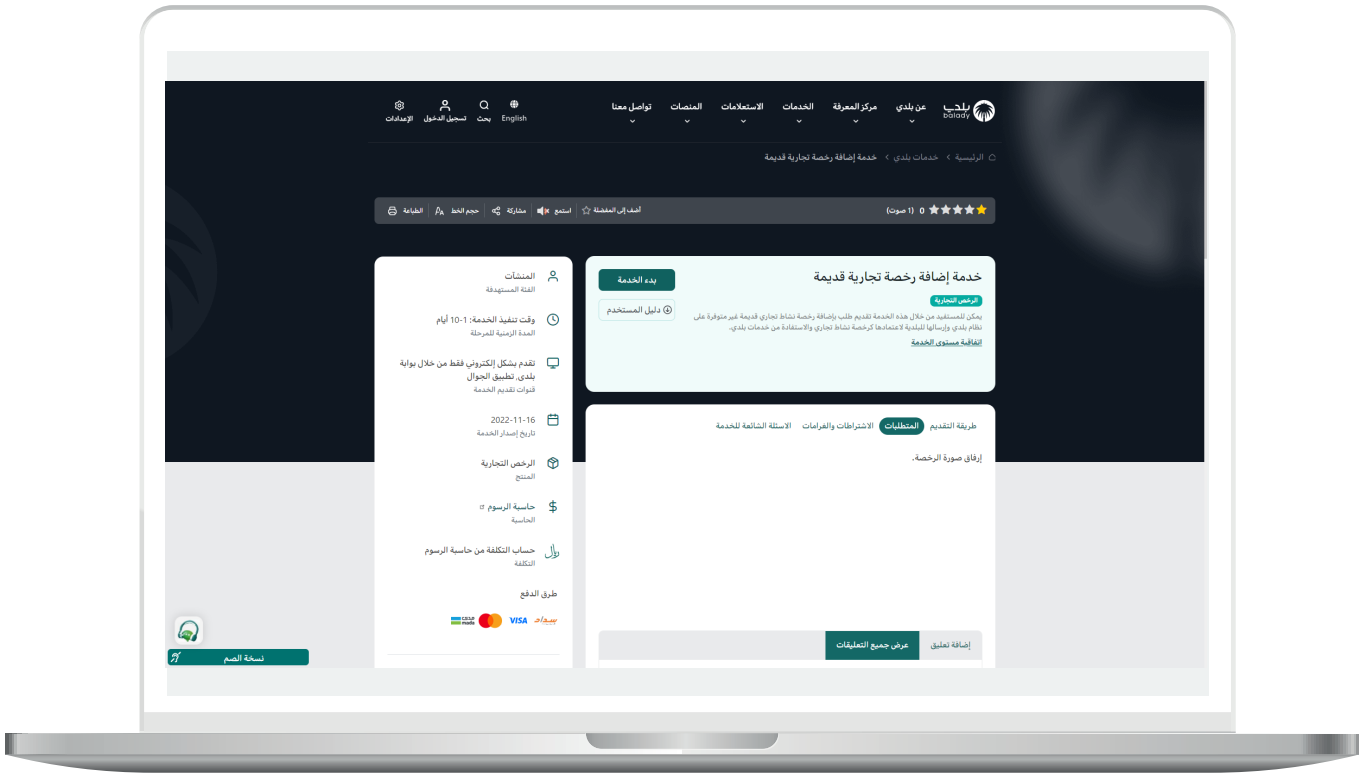 بلدي
balady
عن بلدي
مركز المعرفة
الخدمات
الاستعلامات
المنصات
تواصل معنا
English
بحث
تسجيل الدخول
الإعدادات
الرئيسية > خدمات بلدي > خدمة إضافة رخصة تجارية قديمة
0 (1 صوت)
أضف إلى المفضلة
استمع
مشاركة
حجم الخط
الطباعة
خدمة إضافة رخصة تجارية قديمة
الرخص التجارية
يمكن للمستفيد من خلال هذه الخدمة تقديم طلب بإضافة رخصة نشاط تجاري قديمة غير متوفرة على
نظام بلدي وإرسالها للبلدية لاعتمادها كرخصة نشاط تجاري والاستفادة من خدمات بلدي.
اتفاقية مستوى الخدمة
بدء الخدمة
دليل المستخدم
طريقة التقديم
المتطلبات
الاشتراطات والغرامات
الاسئلة الشائعة للخدمة
إرفاق صورة الرخصة.
إضافة تعليق
عرض جميع التعليقات
المنشآت
الفئة المستهدفة
وقت تنفيذ الخدمة: 1-10 أيام
المدة الزمنية للمرحلة
تقدم بشكل إلكتروني فقط من خلال بوابة
بلدي, تطبيق الجوال
قنوات تقديم الخدمة
2022-11-16
تاريخ إصدار الخدمة
الرخص التجارية
المنتج
حاسبة الرسوم
الحاسبة
حساب التكلفة من حاسبة الرسوم
التكلفة
طرق الدفع
سداد
VISA
مدى
mada
نسخة الصم